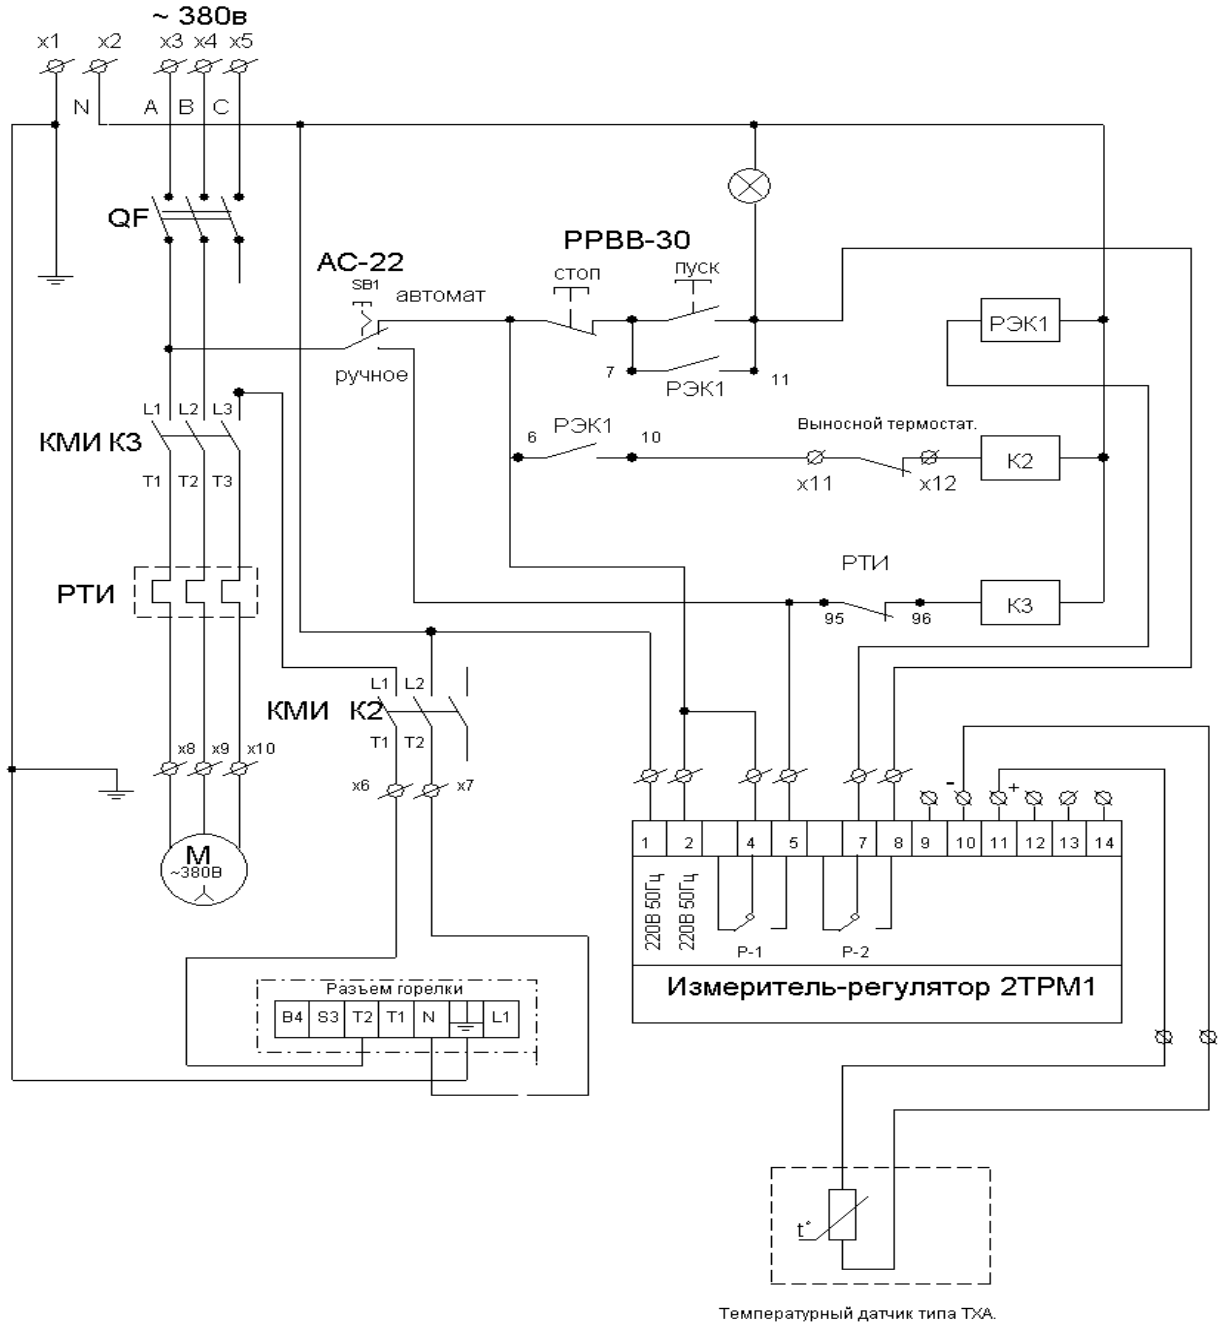 ~ 380в
x1 x2 x3 x4 x5
N A B C
QF
АС-22
SB1
автомат
ручное
РРВВ-30
стоп
пуск
7
РЭК1
11
РЭК1
L1 L2 L3
КМИ К3
T1 T2 T3
6
РЭК1
10
Выносной термостат.
x11
x12
К2
РТИ
РТИ
95
96
К3
L1 L2
КМИ К2
T1 T2
x8 x9 x10
x6
x7
М
~380В
- +
1 2 4 5 7 8 9 10 11 12 13 14
220В 50Гц
220В 50Гц
Р-1
Р-2
Измеритель-регулятор 2ТРМ1
Разъем горелки
B4 S3 T2 T1 N L1
t°
Температурный датчик типа ТХА.